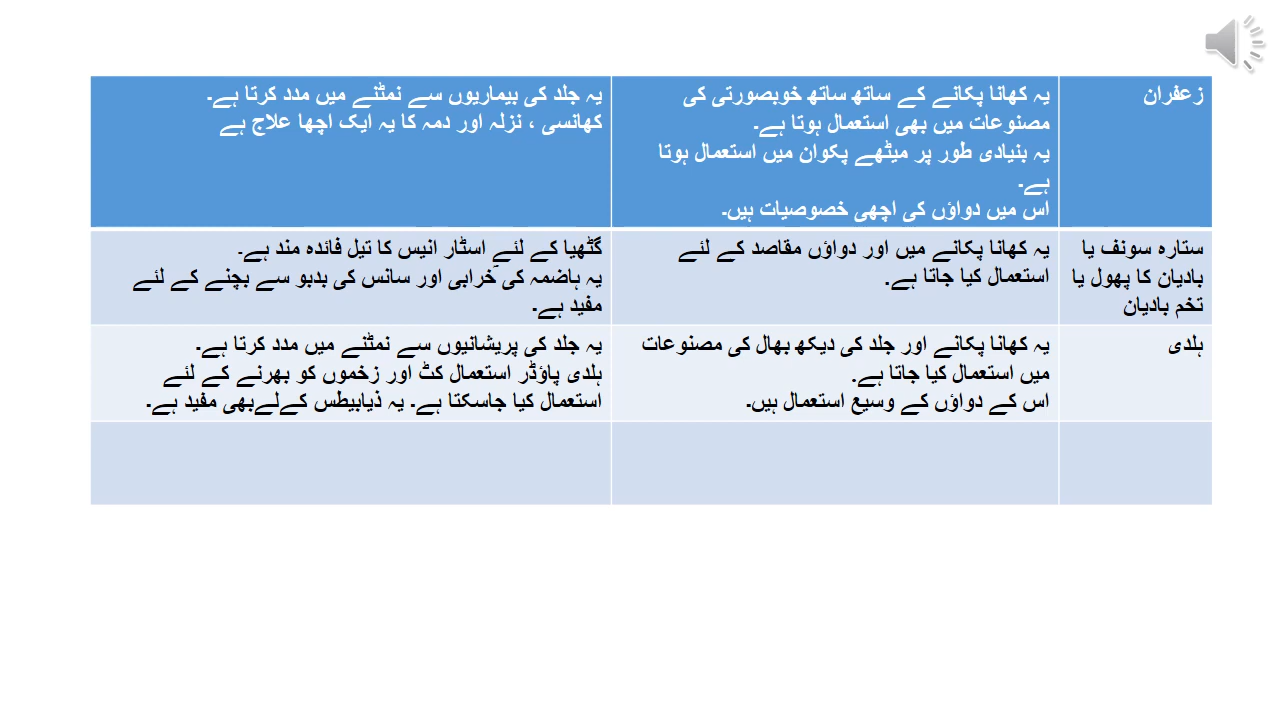 زعفران
یہ کھانا پکانے کے ساتھ ساتھ خوبصورتی کی
مصنوعات میں بھی استعمال ہوتا ہے۔
یہ بنیادی طور پر میٹھے پکوان میں استعمال ہوتا
ہے۔
اس میں دواؤں کی اچھی خصوصیات ہیں۔
یہ جلد کی بیماریوں سے نمٹنے میں مدد کرتا ہے۔
کھانسی ، نزلہ اور دمہ کا یہ ایک اچھا علاج ہے
ستارہ سونف یا
بادیان کا پھول یا
تخم بادیان
یہ کھانا پکانے میں اور دواؤں مقاصد کے لئے
استعمال کیا جاتا ہے.
گٹھیا کے لئے اسٹار انیس کا تیل فائدہ مند ہے۔
یہ ہاضمہ کی خرابی اور سانس کی بدبو سے بچنے کے لئے
مفید ہے۔
ہلدی
یہ کھانا پکانے اور جلد کی دیکھ بھال کی مصنوعات
میں استعمال کیا جاتا ہے.
اس کے دواؤں کے وسیع استعمال ہیں۔
یہ جلد کی پریشانیوں سے نمٹنے میں مدد کرتا ہے۔
ہلدی پاؤڈر استعمال کٹ اور زخموں کو بھرنے کے لئے
استعمال کیا جاسکتا ہے۔ یہ ذیابیطس کےلےبھی مفید ہے۔